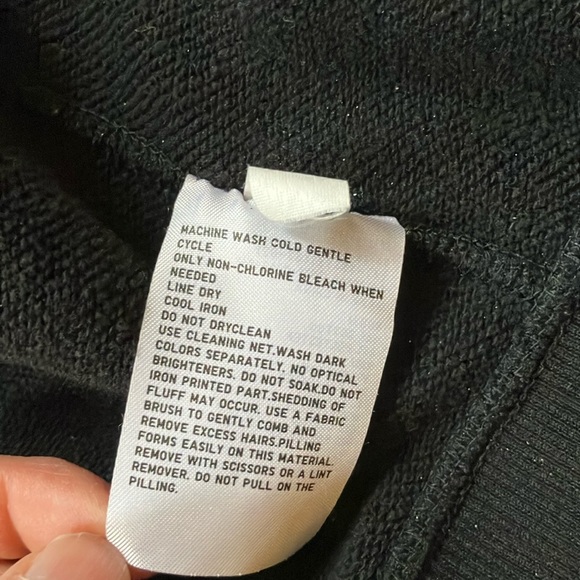 MACHINE WASH COLD GENTLE
CYCLE
ONLY NON-CHLORINE BLEACH WHEN
NEEDED
LINE DRY
COOL IRON
DO NOT DRYCLEAN
USE CLEANING NET.WASH DARK
COLORS SEPARATELY. NO OPTICAL
BRIGHTENERS. DO NOT SOAK.DO NOT
IRON PRINTED PART.SHEDDING OF
FLUFF MAY OCCUR. USE A FABRIC
BRUSH TO GENTLY COMB AND
REMOVE EXCESS HAIRS.PILLING
FORMS EASILY ON THIS MATERIAL.
REMOVE WITH SCISSORS OR A LINT
REMOVER. DO NOT PULL ON THE
PILLING.